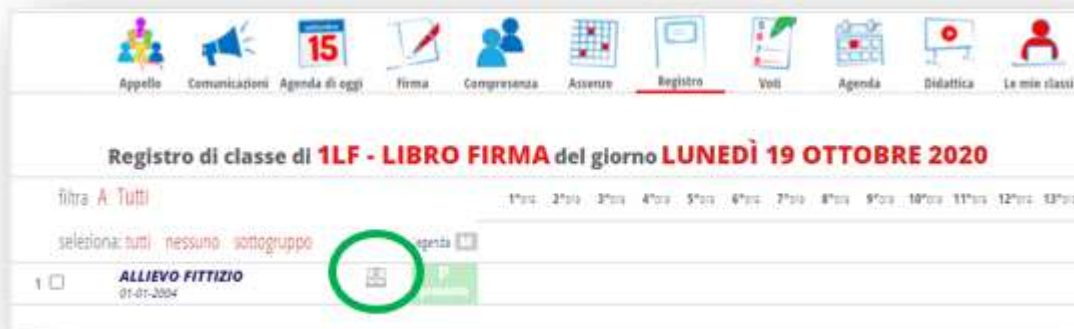 settembre
15
Appello Comunicazioni Agenda di oggi Firma Compresenza Assenze Registro Voti Agenda Didattica Le mie classi
Registro di classe di 1LF - LIBRO FIRMA del giorno LUNEDÌ 19 OTTOBRE 2020
filtra A Tutti
1°ora 2°ora 3°ora 4°ora 5°ora 6°ora 7°ora 8°ora 9°ora 10°ora 11°ora 12°ora 13°ora
seleziona: tutti nessuno sottogruppo agenda
1 ALLIEVO FITTIZIO
01-01-2004